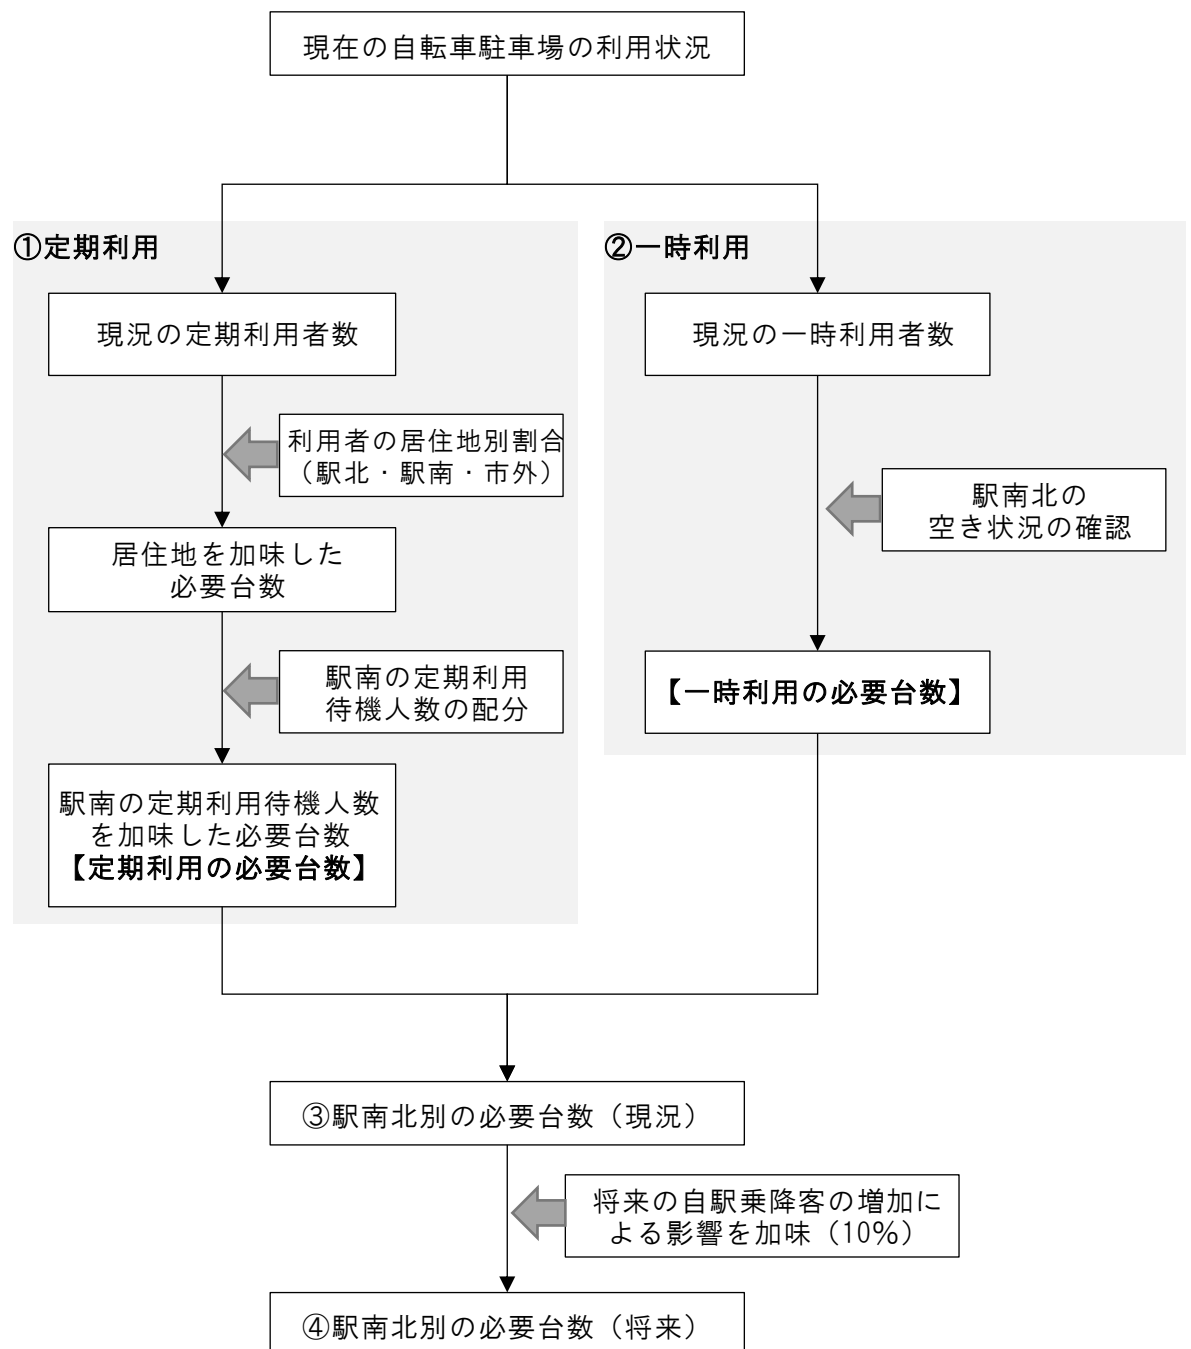 現在の自転車駐車場の利用状況
①定期利用
現況の定期利用者数
利用者の居住地別割合
（駅北・駅南・市外）
居住地を加味した
必要台数
駅南の定期利用
待機人数の配分
駅南の定期利用待機人数
を加味した必要台数
【定期利用の必要台数】
②一時利用
現況の一時利用者数
駅南北の
空き状況の確認
【一時利用の必要台数】
③駅南北別の必要台数（現況）
将来の自駅乗降客の増加に
よる影響を加味（10％）
④駅南北別の必要台数（将来）